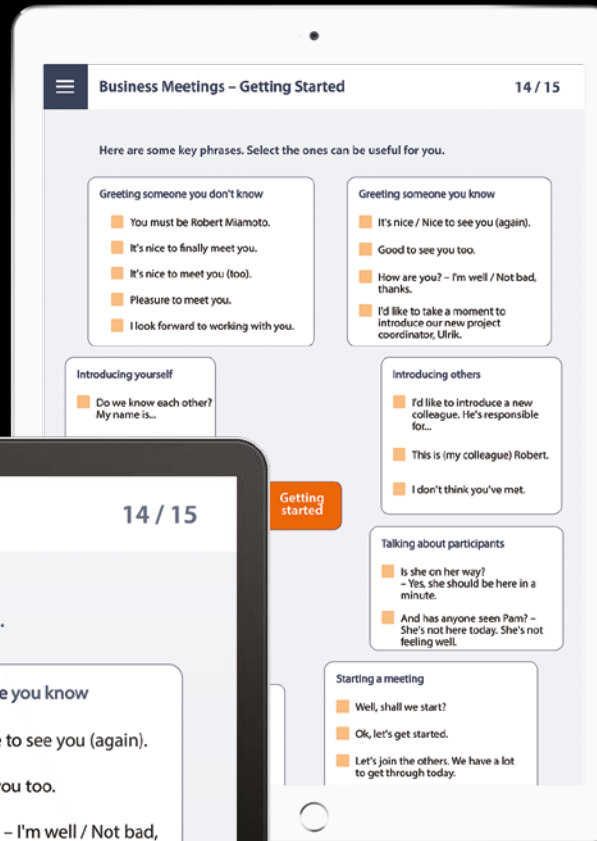 Business Meetings – Getting Started
14 / 15
Here are some key phrases. Select the ones can be useful for you.
Greeting someone you don't know
You must be Robert Miamoto.
It's nice to finally meet you.
It's nice to meet you (too).
Pleasure to meet you.
I look forward to working with you.
Greeting someone you know
It's nice / Nice to see you (again).
Good to see you too.
How are you? – I'm well / Not bad,
thanks.
I'd like to take a moment to
introduce our new project
coordinator, Ulrik.
Introducing yourself
Do we know each other?
My name is...
Introducing others
I'd like to introduce a new
colleague. He's responsible
for...
This is (my colleague) Robert.
I don't think you've met.
Getting
started
Talking about participants
Is she on her way?
– Yes, she should be here in a
minute.
And has anyone seen Pam? –
She's not here today. She's not
feeling well.
Starting a meeting
Well, shall we start?
Ok, let's get started.
Let's join the others. We have a lot
to get through today.
14 / 15
.
e you know
to see you (again).
ou too.
– I'm well / Not bad,